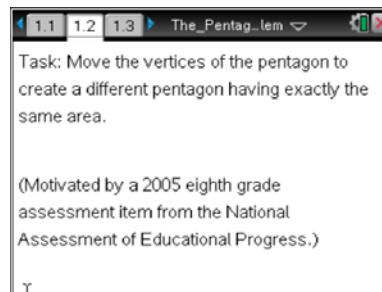 1.1 1.2 1.3 The_Pentag...lem
Task: Move the vertices of the pentagon to
create a different pentagon having exactly the
same area.
(Motivated by a 2005 eighth grade
assessment item from the National
Assessment of Educational Progress.)